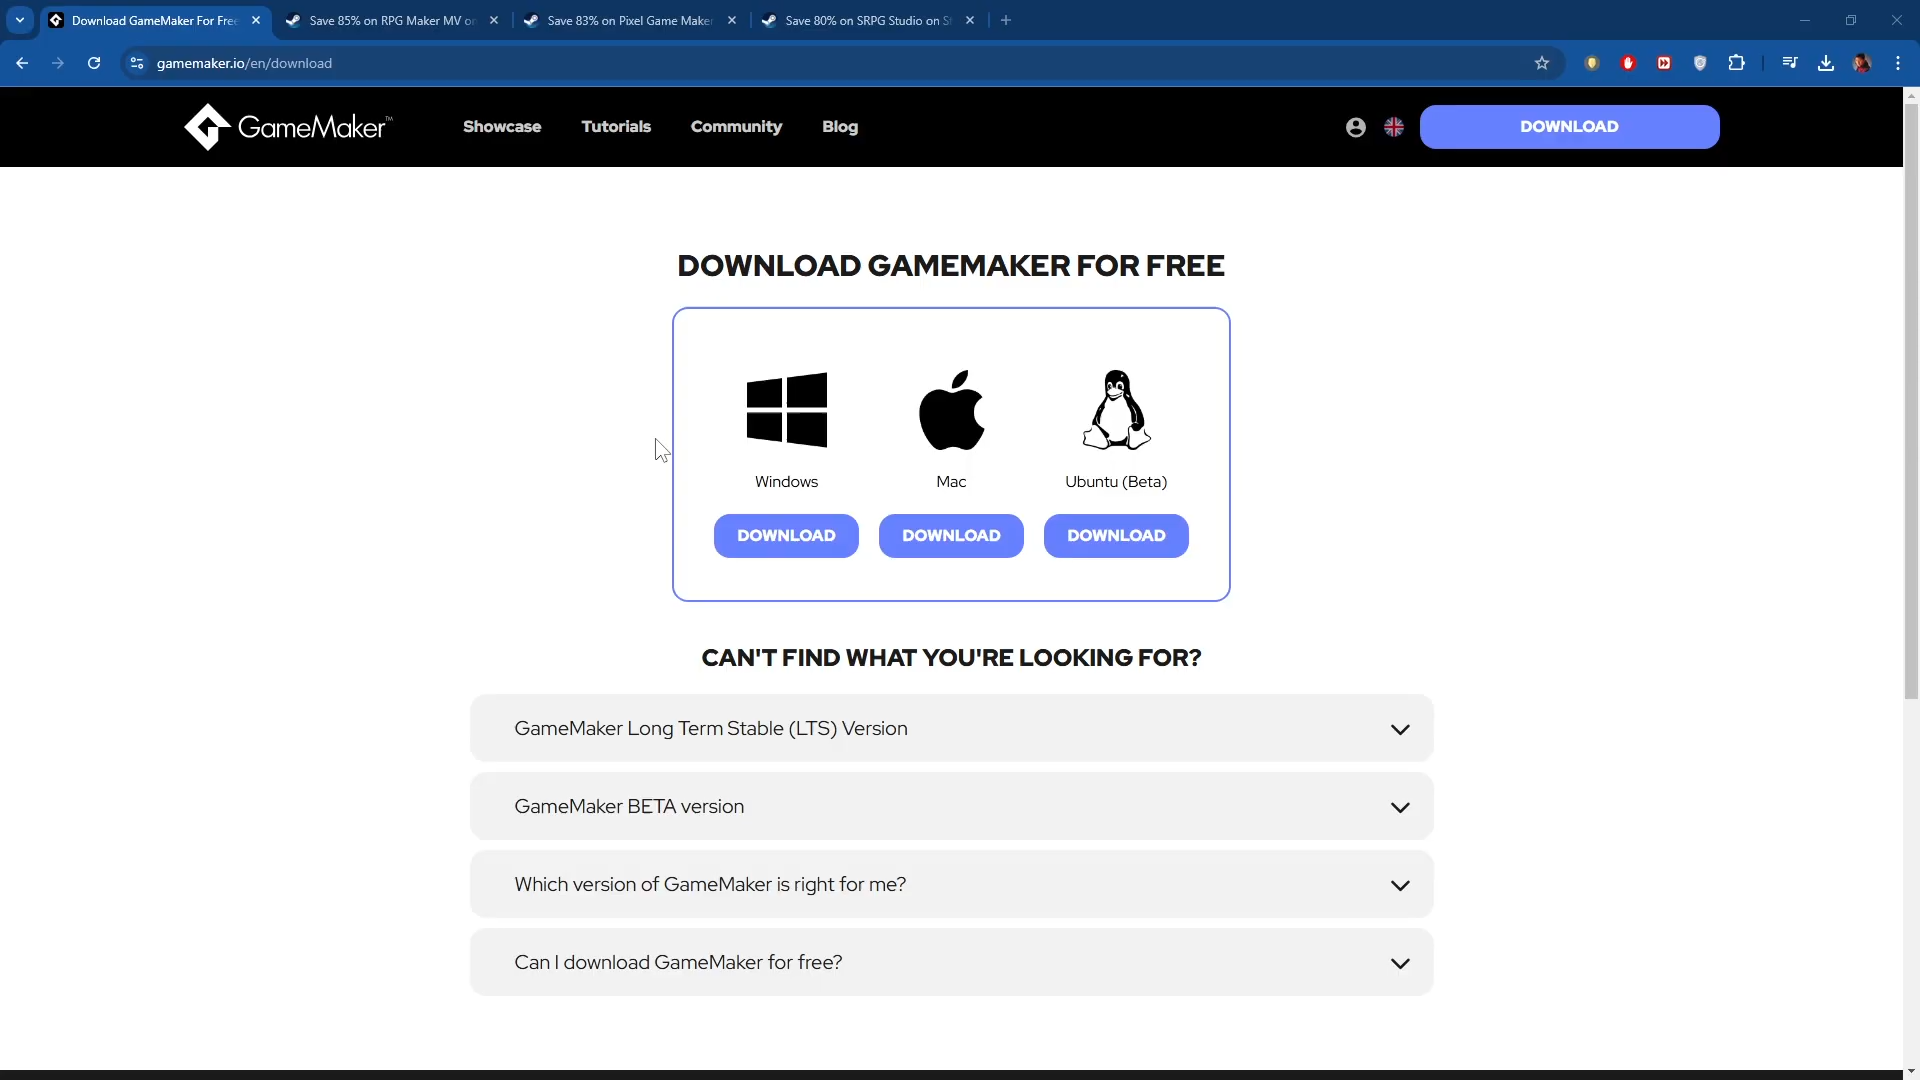 Download GameMaker For Free
Save 85% on RPG Maker MV on
Save 83% on Pixel Game Maker
Save 80% on SRPG Studio on S
gamemaker.io/en/download
GameMaker™
Showcase
Tutorials
Community
Blog
DOWNLOAD
DOWNLOAD GAMEMAKER FOR FREE
Windows
Mac
Ubuntu (Beta)
DOWNLOAD
DOWNLOAD
DOWNLOAD
CAN'T FIND WHAT YOU'RE LOOKING FOR?
GameMaker Long Term Stable (LTS) Version
GameMaker BETA version
Which version of GameMaker is right for me?
Can I download GameMaker for free?